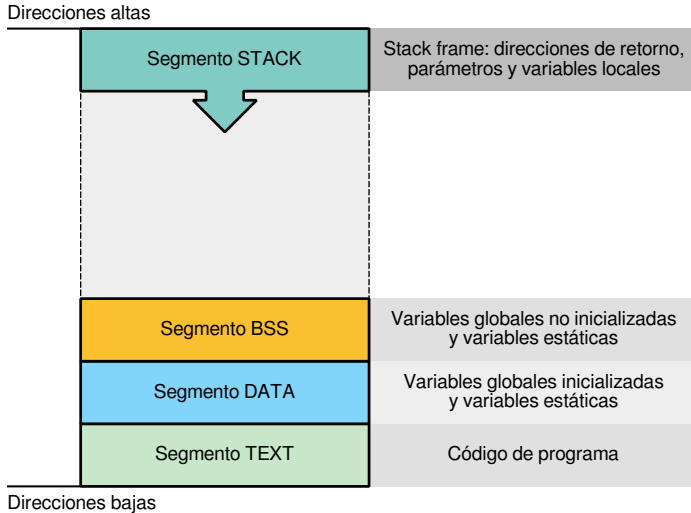 Direcciones altas
Segmento STACK
Stack frame: direcciones de retorno,
parámetros y variables locales
Segmento BSS
Variables globales no inicializadas
y variables estáticas
Segmento DATA
Variables globales inicializadas
y variables estáticas
Segmento TEXT
Código de programa
Direcciones bajas